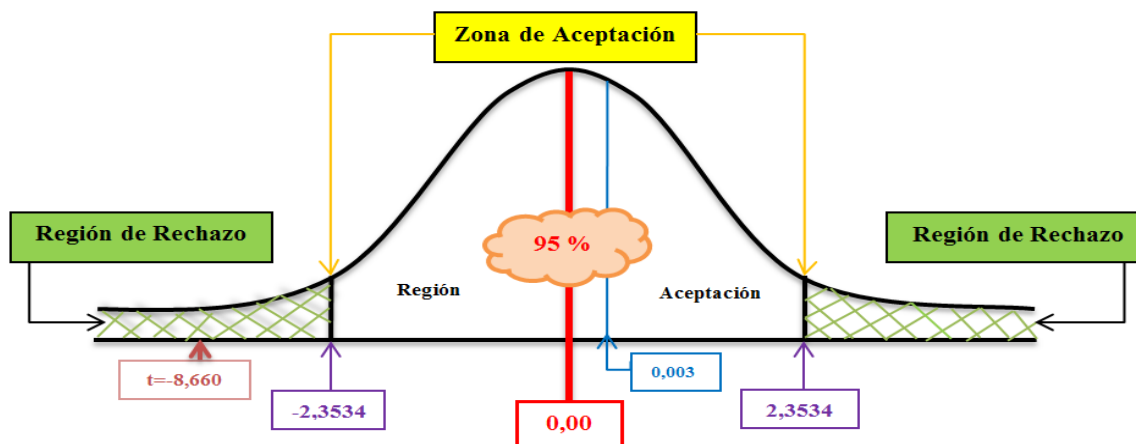 Zona de Aceptación
Región de Rechazo
Región de Rechazo
95 %
Región
Aceptación
t=-8,660
0,003
-2,3534
2,3534
0,00